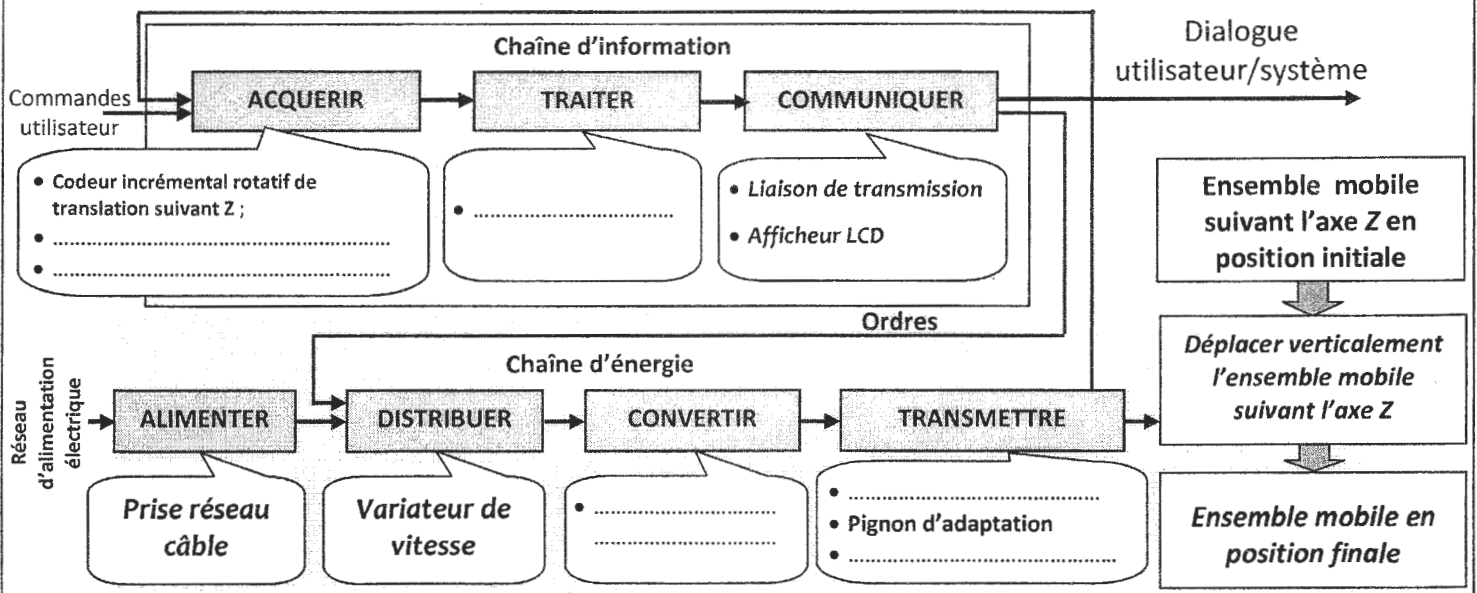 Chaîne d'information
Dialogue
utilisateur/système
Commandes
utilisateur
ACQUERIR
TRAITER
COMMUNIQUER
• Codeur incrémental rotatif de
translation suivant Z ;
• ..........................................................
• ..........................................................
• ...................................
• Liaison de transmission
• Afficheur LCD
Ensemble mobile
suivant l'axe Z en
position initiale
Ordres
Chaîne d'énergie
Réseau
d'alimentation
électrique
ALIMENTER
DISTRIBUER
CONVERTIR
TRANSMETTRE
Déplacer verticalement
l'ensemble mobile
suivant l'axe Z
Prise réseau
câble
Variateur de
vitesse
• ...............................
...............................
• ..........................................
• Pignon d'adaptation
• .............................................
Ensemble mobile en
position finale